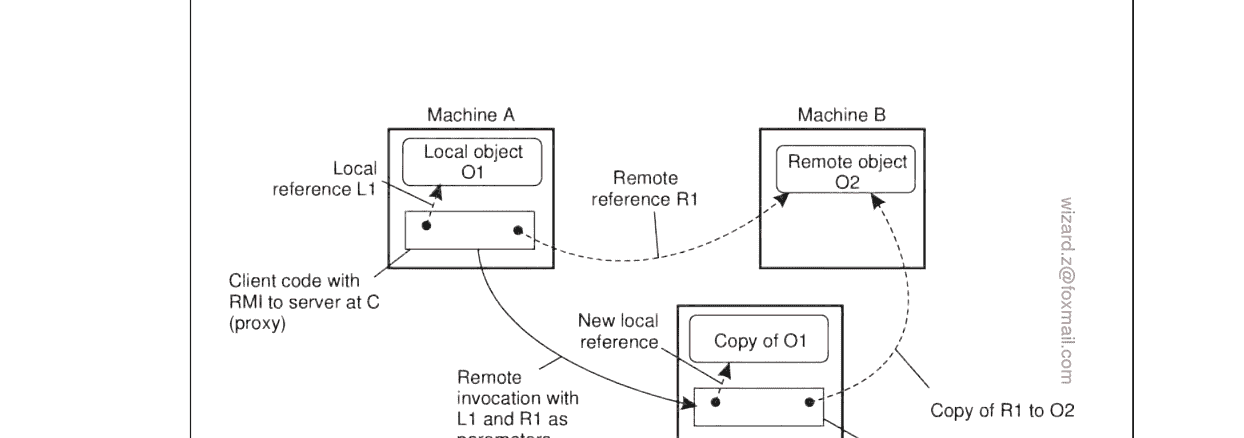 Machine A
Machine B
Local object
O1
Remote object
O2
Local
reference L1
Remote
reference R1
Client code with
RMI to server at C
(proxy)
New local
reference
Copy of O1
Remote
invocation with
L1 and R1 as
parameters
Copy of R1 to O2
wizard.z@foxmail.com